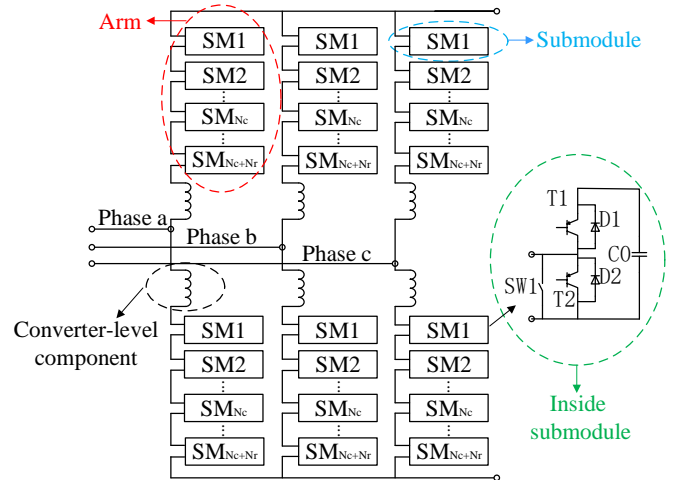 Arm
SM1 SM1 SM1
Submodule
SM2 SM2 SM2
SMNc SMNc SMNc
SMNc+Nr SMNc+Nr SMNc+Nr
Phase a
Phase b
Phase c
T1
D1
C0
SW1
D2
T2
Converter-level
component
SM1 SM1 SM1
SM2 SM2 SM2
SMNc SMNc SMNc
SMNc+Nr SMNc+Nr SMNc+Nr
Inside
submodule